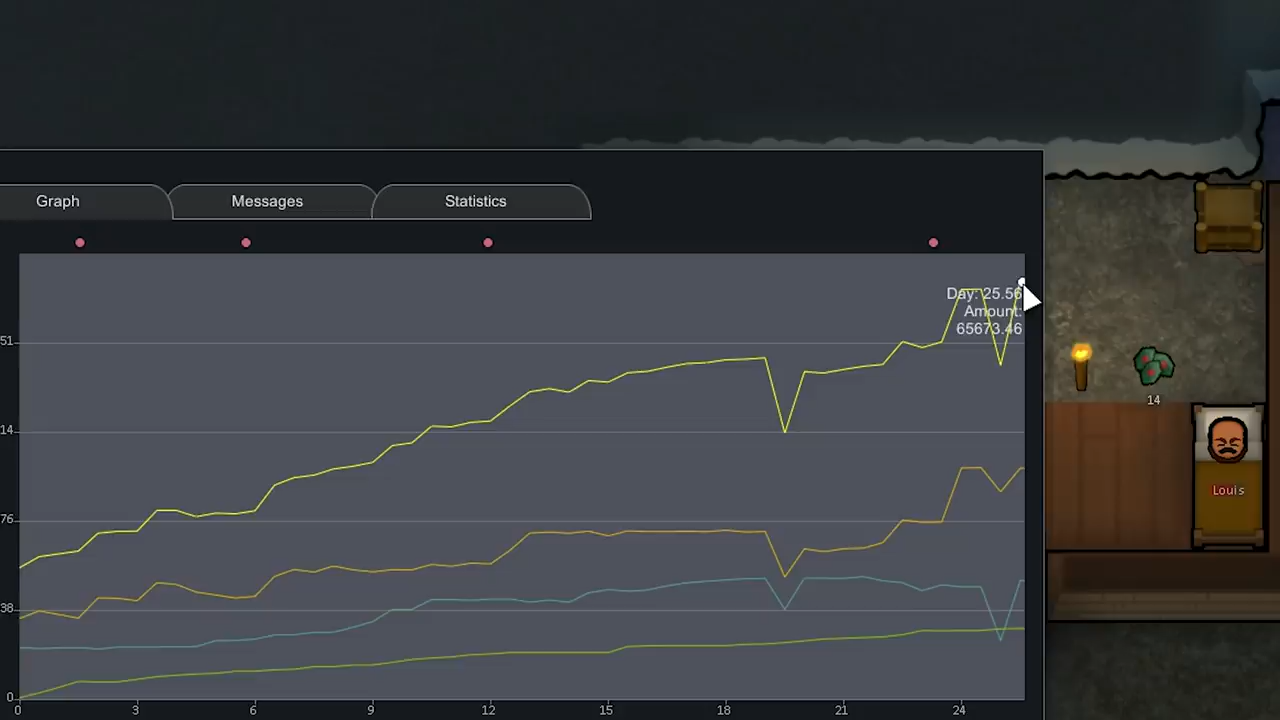 Graph
Messages
Statistics
Day: 25.56
Amount:
65673.46
51
14
76
38
0
0
3
6
9
12
15
18
21
24
14
Louis